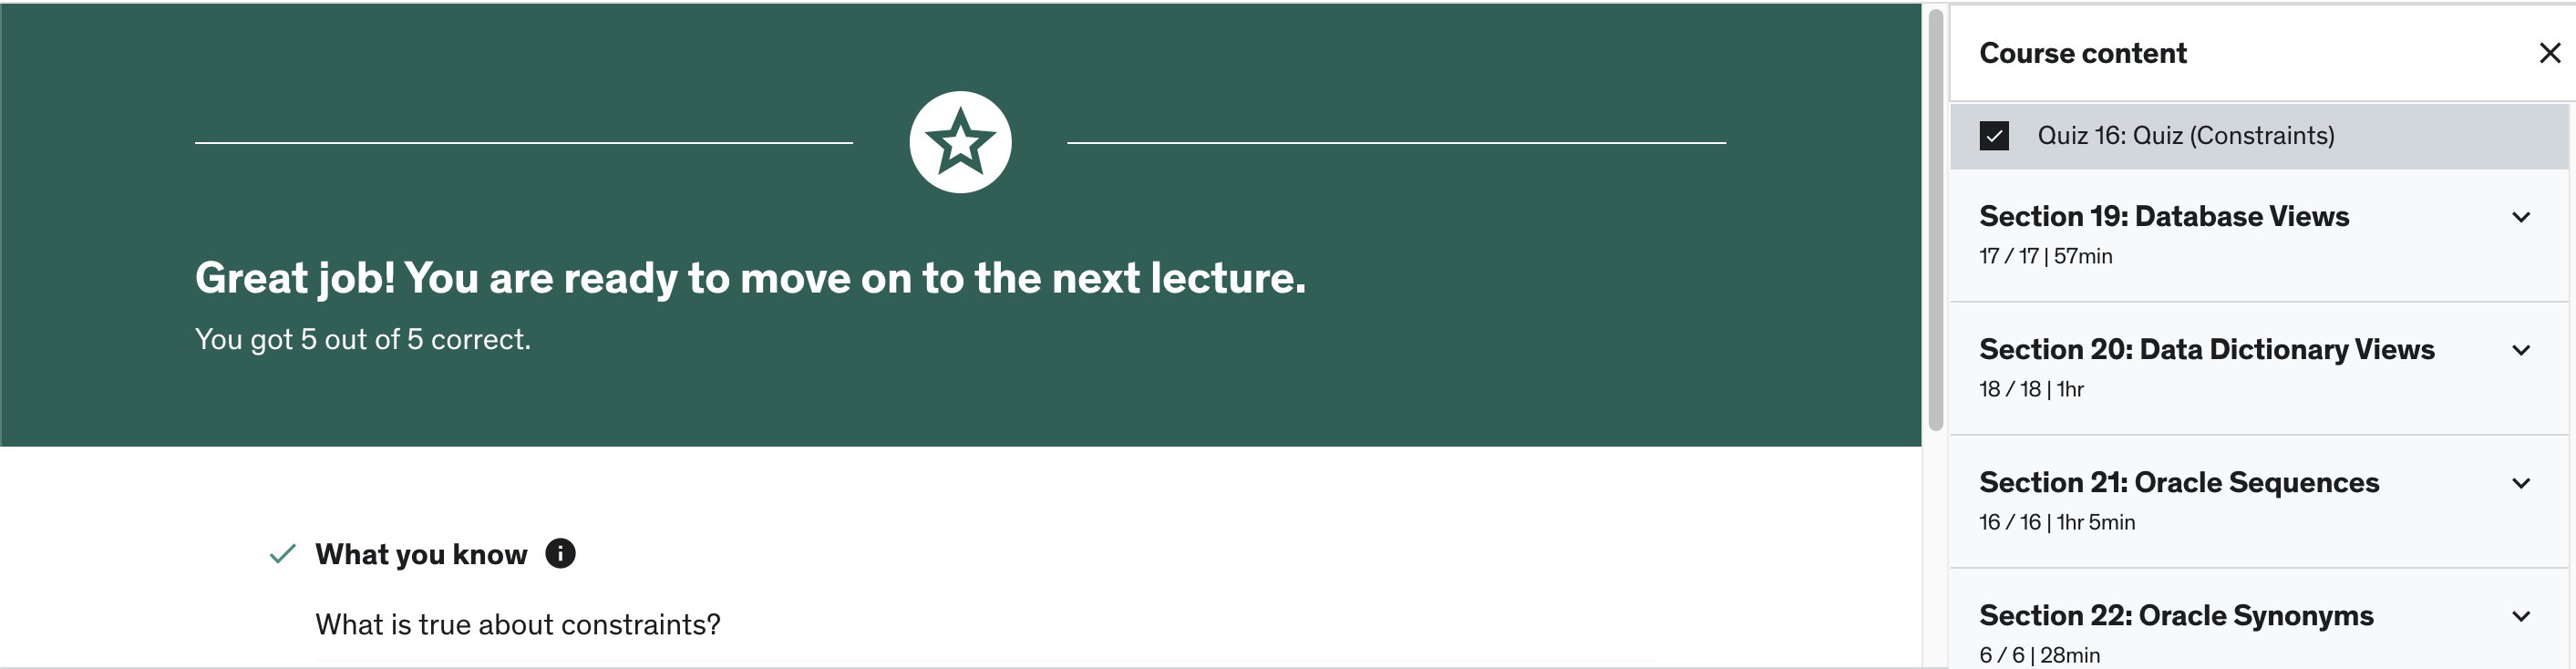 Great job! You are ready to move on to the next lecture.
You got 5 out of 5 correct.
What you know
What is true about constraints?
Course content
Quiz 16: Quiz (Constraints)
Section 19: Database Views
17 / 17 | 57min
Section 20: Data Dictionary Views
18 / 18 | 1hr
Section 21: Oracle Sequences
16 / 16 | 1hr 5min
Section 22: Oracle Synonyms
6 / 6 | 28min